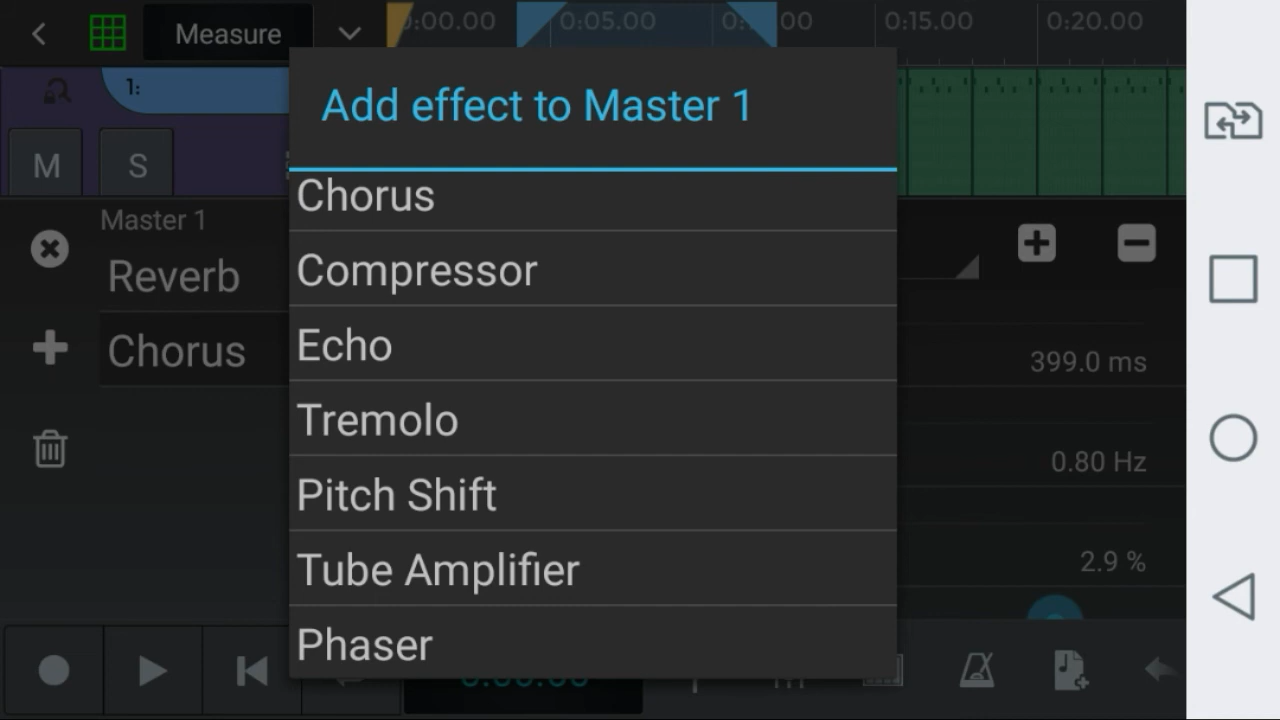 Measure
0:00.00
0:05.00
0:15.00
0:20.00
1:
Add effect to Master 1
M
S
Chorus
Compressor
Echo
Tremolo
Pitch Shift
Tube Amplifier
Phaser
Master 1
Reverb
Chorus
399.0 ms
0.80 Hz
2.9 %